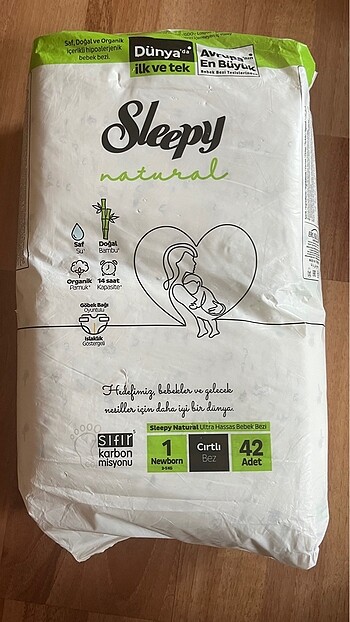 Saf, Doğal ve Organik
içerikli hipoalerjenik
bebek bezi.
Dünya'da
ilk ve tek
Avrupa'nın
En Büyük
Bebek Bezi
Sleepy
natural
Saf
Su
Doğal
Bambu
Organik
Pamuk
14 saat
Kapasite
Göbek Bağı
Oyuntulu
Islaklık
Göstergeli
Hedefimiz, bebekler ve gelecek
nesiller için daha iyi bir dünya.
sıfır
karbon
misyonu
Sleepy Natural Ultra Hassas Bebek Bezi
1
Newborn
Cırtlı
Bez
42
Adet